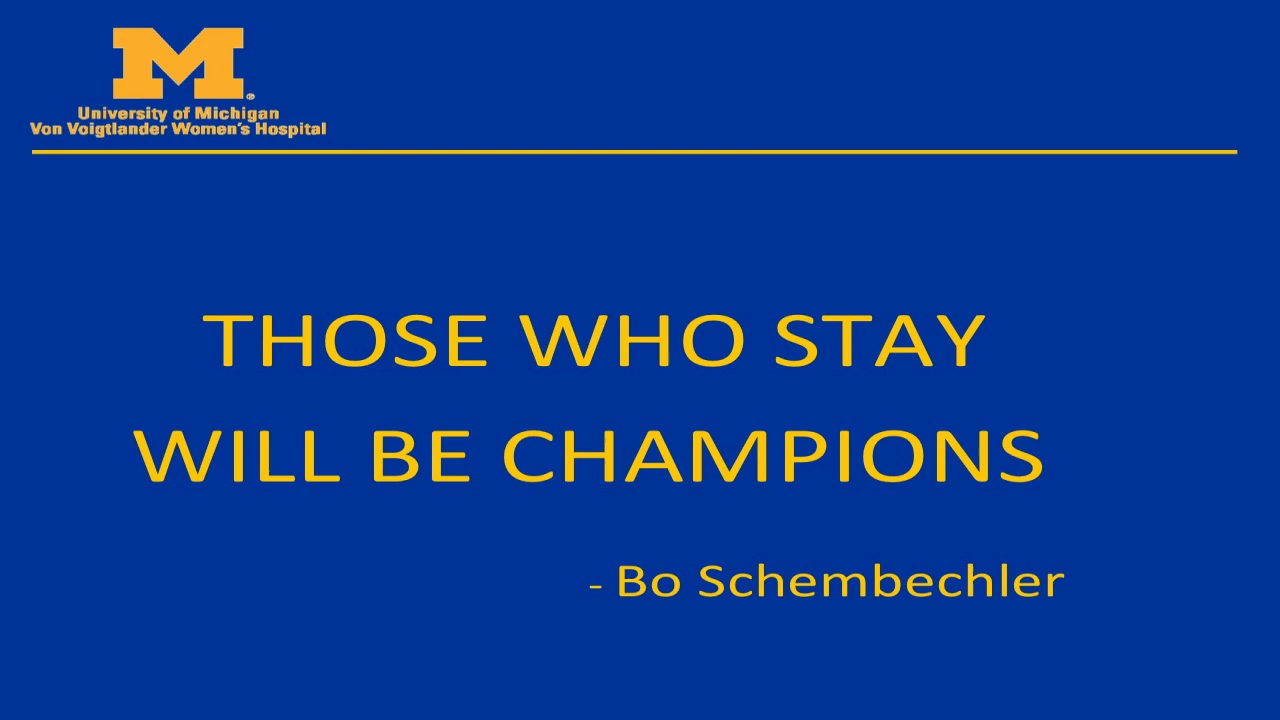 M®
University of Michigan
Von Voigtlander Women's Hospital
THOSE WHO STAY
WILL BE CHAMPIONS
- Bo Schembechler